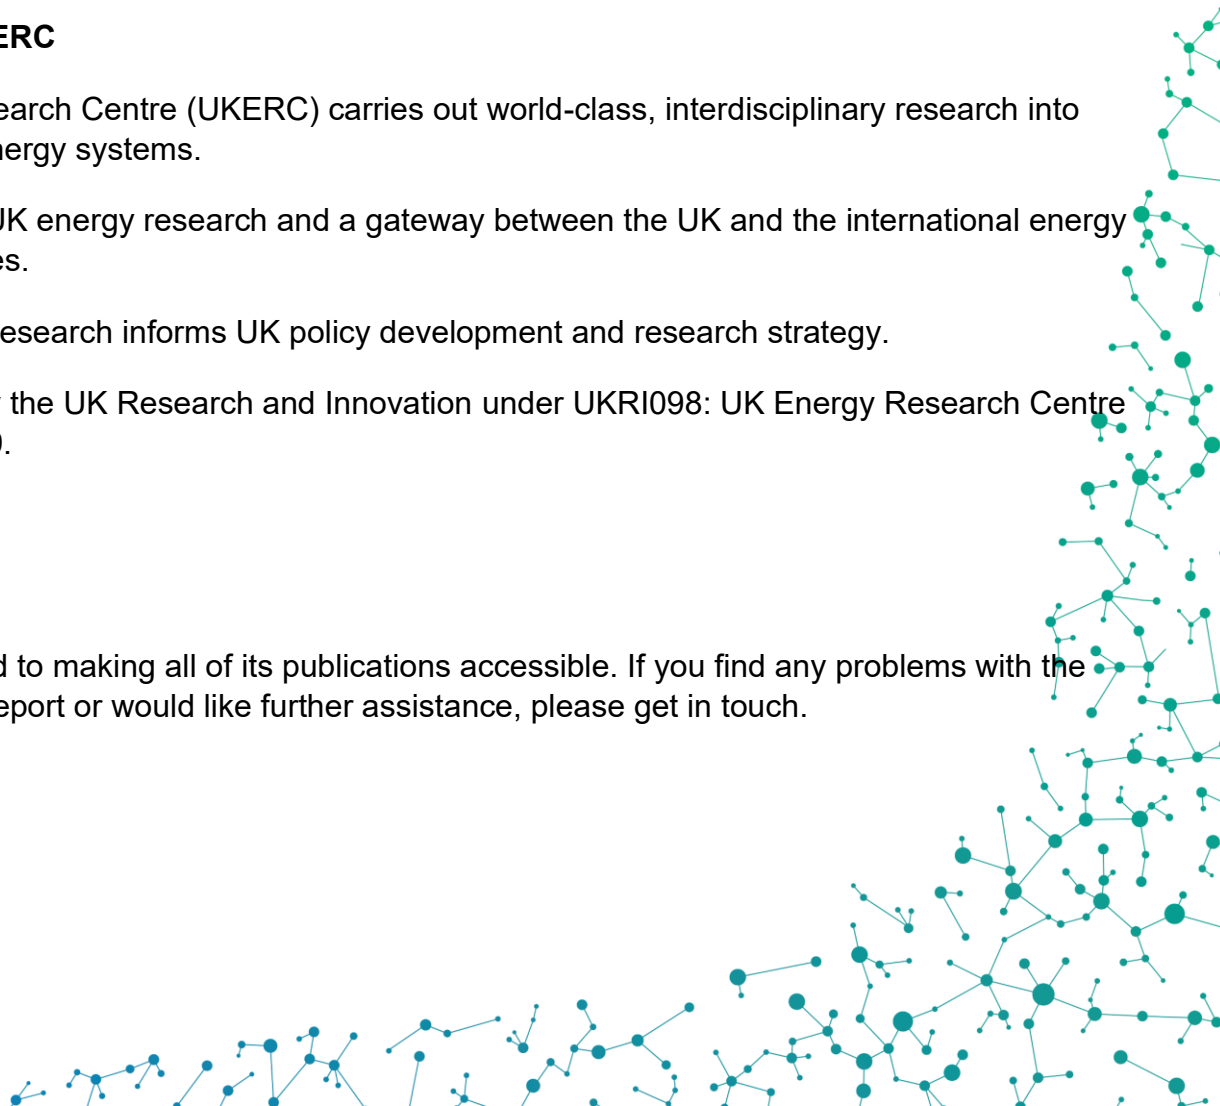 ERC
earch Centre (UKERC) carries out world-class, interdisciplinary research into
nergy systems.
UK energy research and a gateway between the UK and the international energy
es.
esearch informs UK policy development and research strategy.
the UK Research and Innovation under UKRI098: UK Energy Research Centre
.
d to making all of its publications accessible. If you find any problems with the
eport or would like further assistance, please get in touch.